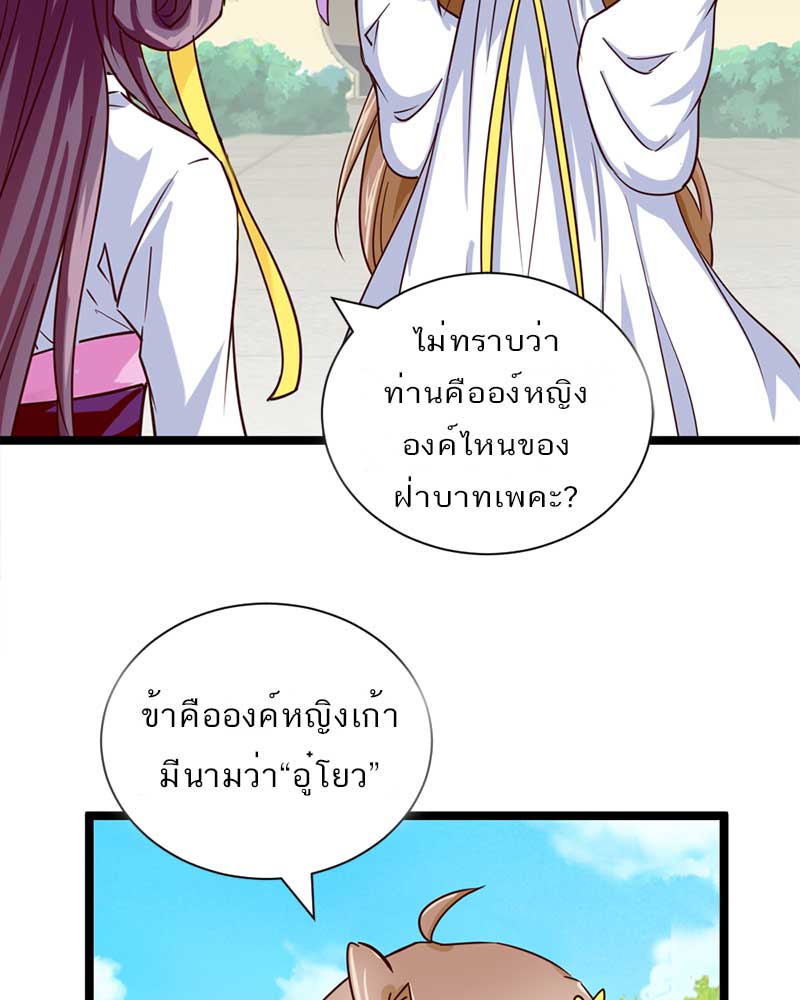 ไม่ทราบว่า
ท่านคือองค์หญิง
องค์ไหนของ
ฝ่าบาทเพคะ?
ข้าคือองค์หญิงเก้า
มีนามว่า“อู๋โยว”